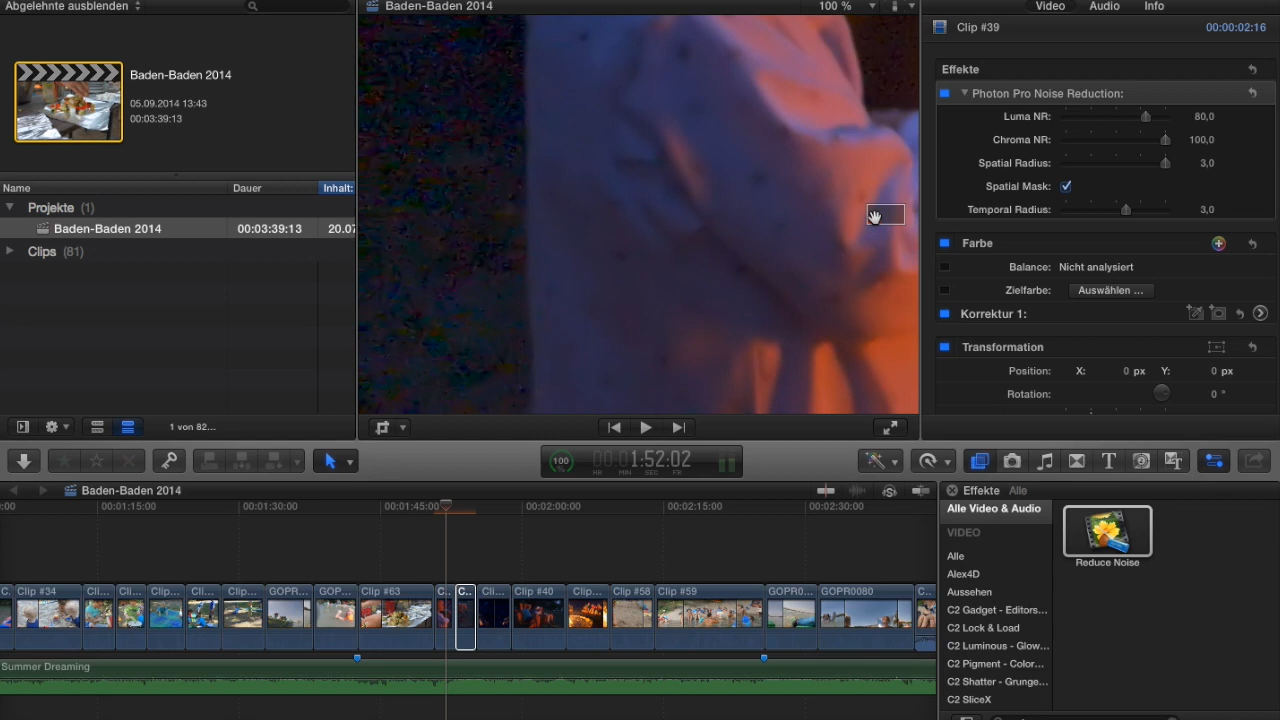 Abgelehnte ausblenden
Baden-Baden 2014
100 %
Video Audio Info
Baden-Baden 2014
05.09.2014 13:43
00:03:39:13
Name Dauer Inhalt:
Projekte (1)
Baden-Baden 2014 00:03:39:13 20.07
Clips (81)
1 von 82...
Clip #39 00:00:02:16
Effekte
Photon Pro Noise Reduction:
Luma NR: 80,0
Chroma NR: 100,0
Spatial Radius: 3,0
Spatial Mask:
Temporal Radius: 3,0
Farbe
Balance: Nicht analysiert
Zielfarbe: Auswählen ...
Korrektur 1:
Transformation
Position: X: 0 px Y: 0 px
Rotation: 0 °
100 00:0 1:52:02
HR MIN SEC FR
Baden-Baden 2014
:00 00:01:15:00 00:01:30:00 00:01:45:00 00:02:00:00 00:02:15:00 00:02:30:00
C. Clip #34 Cli... Cli... Clip... Cli... Clip... GOPR... GOP... Clip #63 C.. C.. Cli... Clip #40 Clip... Clip #58 Clip #59 GOPR0... GOPR0080 C..
Summer Dreaming
Effekte Alle
Alle Video & Audio
VIDEO
Alle
Alex4D
Aussehen
C2 Gadget - Editors...
C2 Lock & Load
C2 Luminous - Glow...
C2 Pigment - Color...
C2 Shatter - Grunge...
C2 SliceX
Reduce Noise